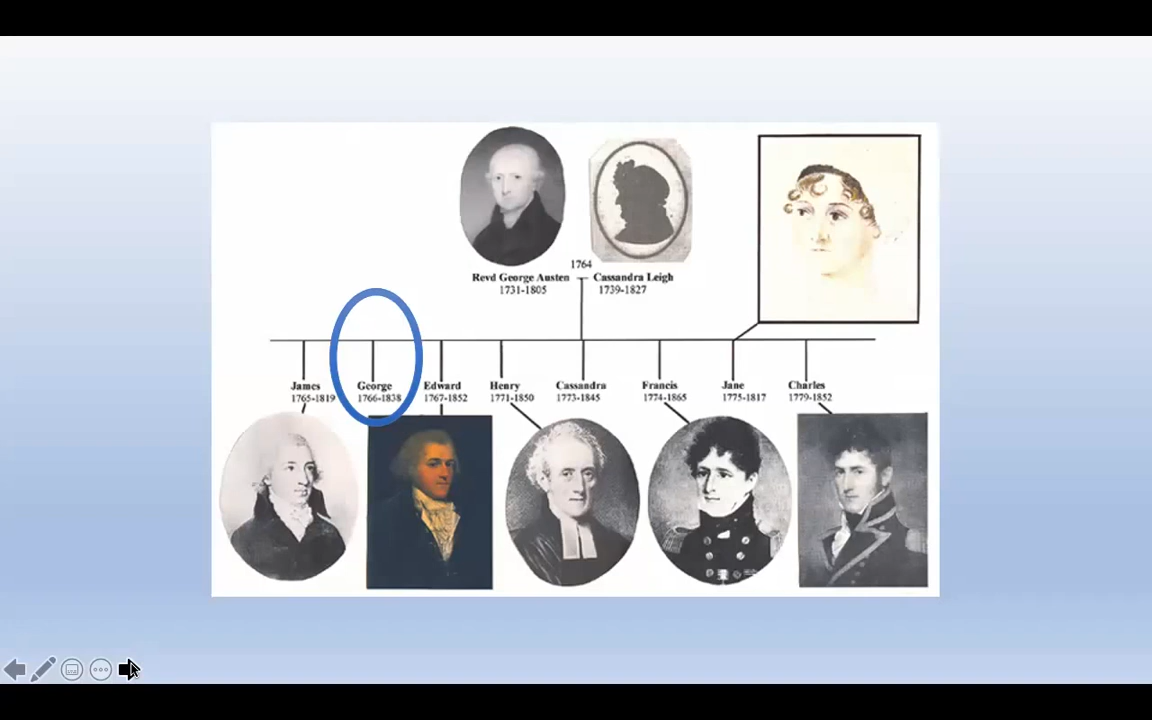 1764
Revd George Austen
Cassandra Leigh
1731-1805
1739-1827
James
George
Edward
Henry
Cassandra
Francis
Jane
Charles
1765-1819
1766-1838
1767-1852
1771-1850
1773-1845
1774-1865
1775-1817
1779-1852